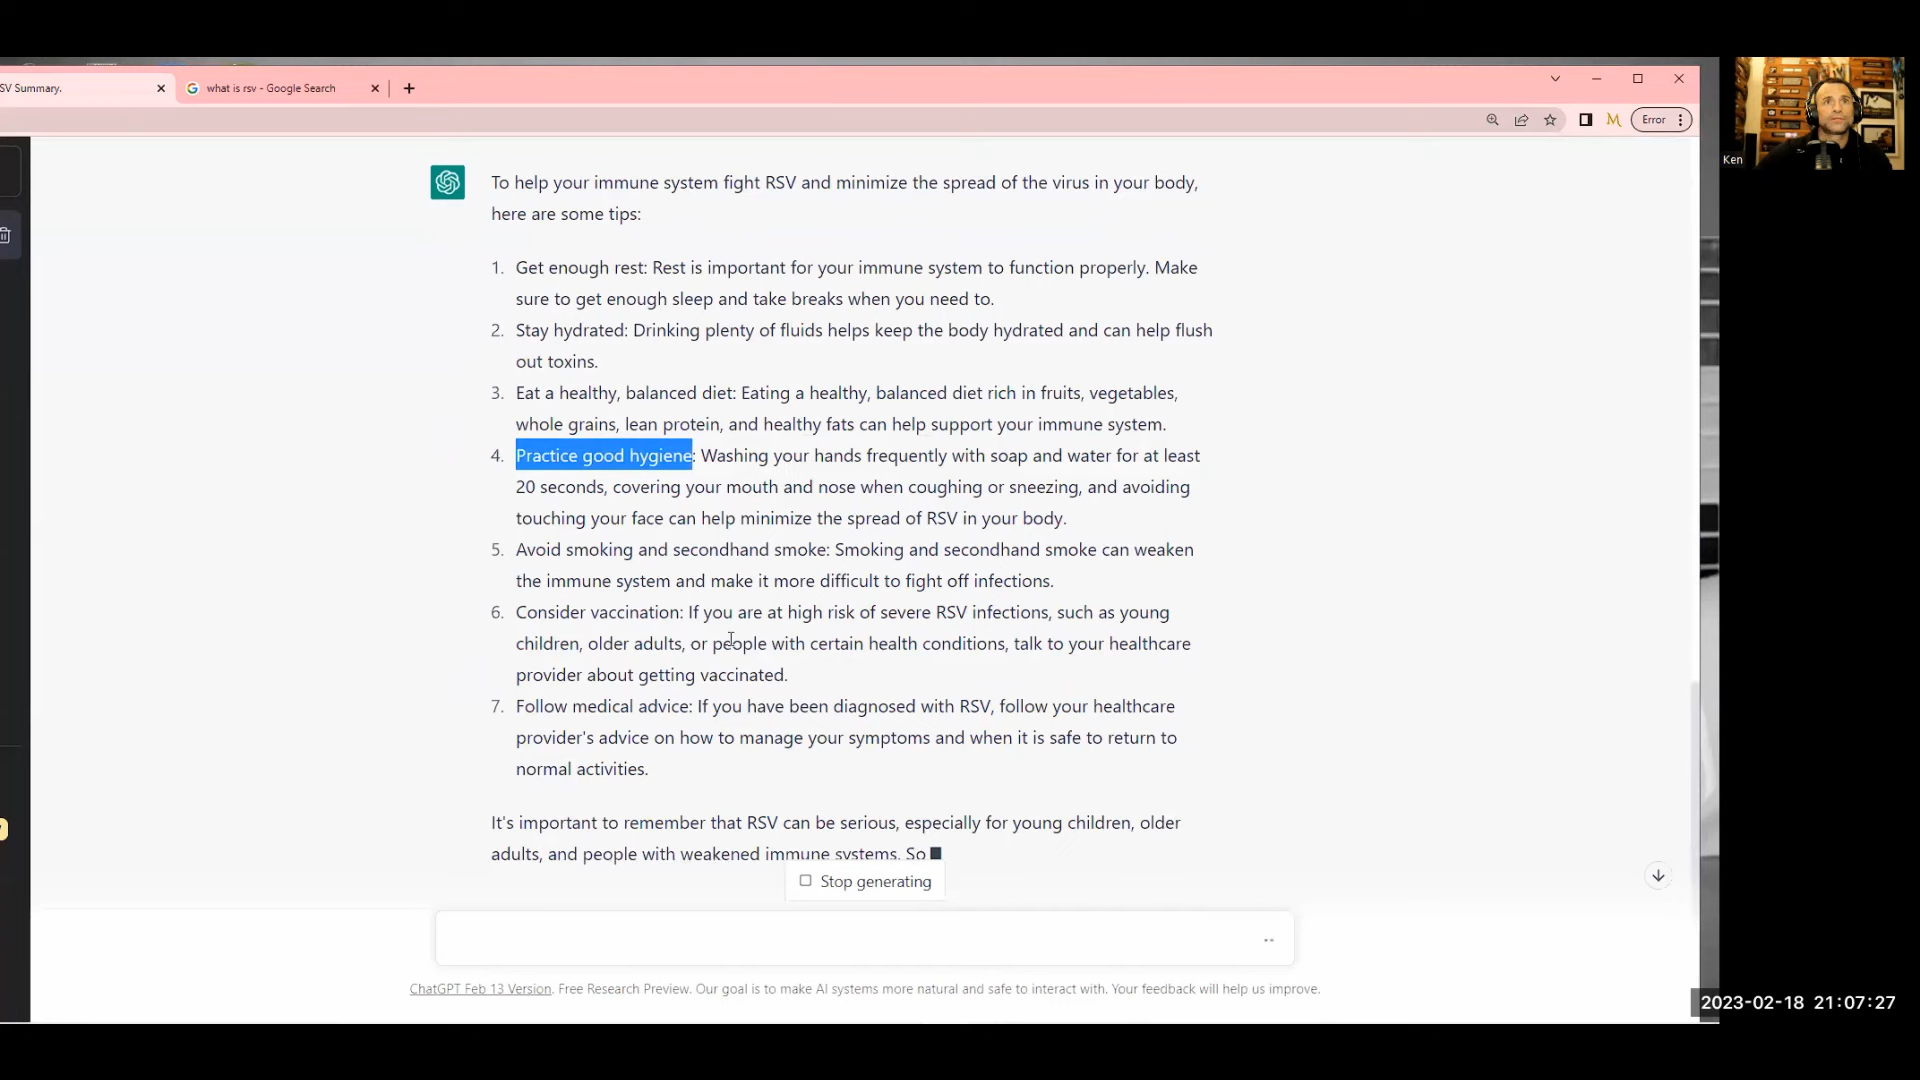 SV Summary.
what is rsv - Google Search
Error
Ken
To help your immune system fight RSV and minimize the spread of the virus in your body,
here are some tips:
1. Get enough rest: Rest is important for your immune system to function properly. Make
sure to get enough sleep and take breaks when you need to.
2. Stay hydrated: Drinking plenty of fluids helps keep the body hydrated and can help flush
out toxins.
3. Eat a healthy, balanced diet: Eating a healthy, balanced diet rich in fruits, vegetables,
whole grains, lean protein, and healthy fats can help support your immune system.
4. Practice good hygiene: Washing your hands frequently with soap and water for at least
20 seconds, covering your mouth and nose when coughing or sneezing, and avoiding
touching your face can help minimize the spread of RSV in your body.
5. Avoid smoking and secondhand smoke: Smoking and secondhand smoke can weaken
the immune system and make it more difficult to fight off infections.
6. Consider vaccination: If you are at high risk of severe RSV infections, such as young
children, older adults, or people with certain health conditions, talk to your healthcare
provider about getting vaccinated.
7. Follow medical advice: If you have been diagnosed with RSV, follow your healthcare
provider's advice on how to manage your symptoms and when it is safe to return to
normal activities.
It's important to remember that RSV can be serious, especially for young children, older
adults, and people with weakened immune systems. So
Stop generating
ChatGPT Feb 13 Version. Free Research Preview. Our goal is to make AI systems more natural and safe to interact with. Your feedback will help us improve.
2023-02-18 21:07:27